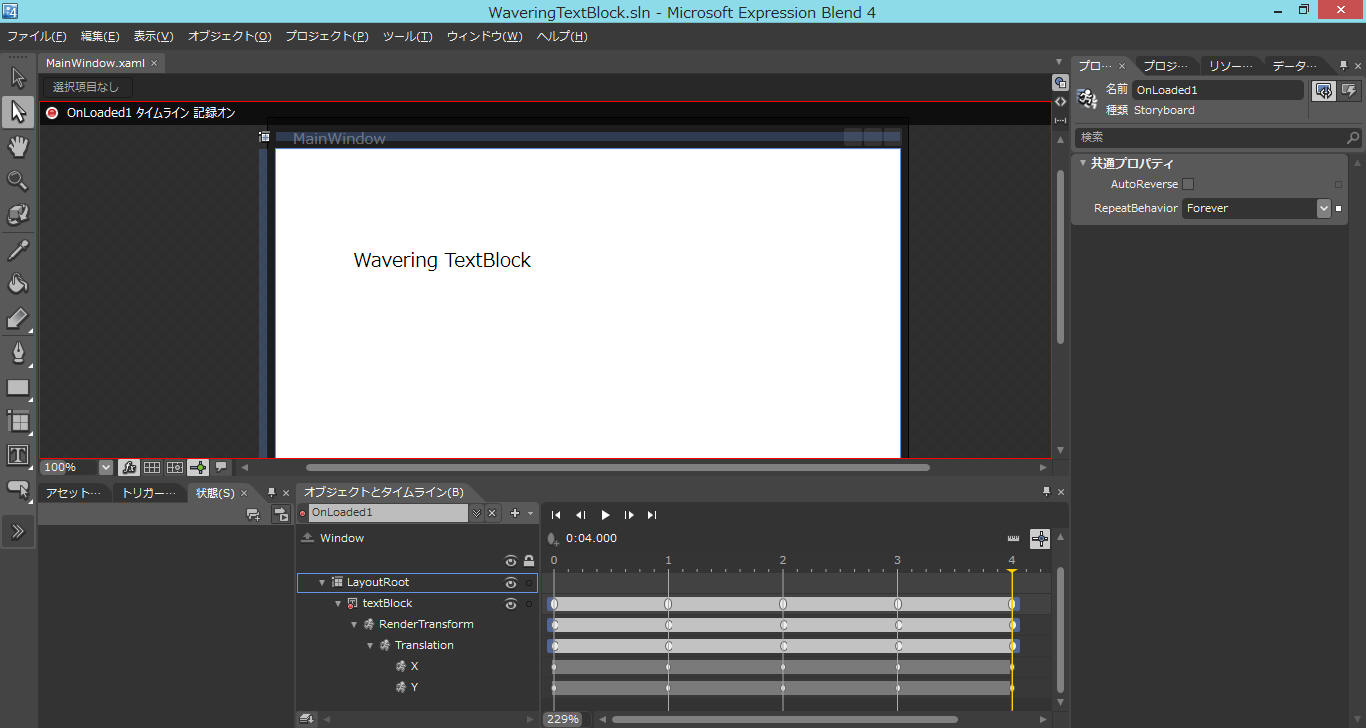 WaveringTextBlock.sln - Microsoft Expression Blend 4
ファイル(F) 編集(E) 表示(V) オブジェクト(O) プロジェクト(P) ツール(T) ウィンドウ(W) ヘルプ(H)
MainWindow.xaml ×
選択項目なし
OnLoaded1 タイムライン 記録オン
MainWindow
Wavering TextBlock
100%
プロ… × プロジ… リソー… データ…
名前 OnLoaded1
種類 Storyboard
検索
共通プロパティ
AutoReverse
RepeatBehavior Forever
アセット… トリガー… 状態(S) ×
オブジェクトとタイムライン(B)
OnLoaded1
Window
0:04.000
0 1 2 3 4
LayoutRoot
textBlock
RenderTransform
Translation
X
Y
229%